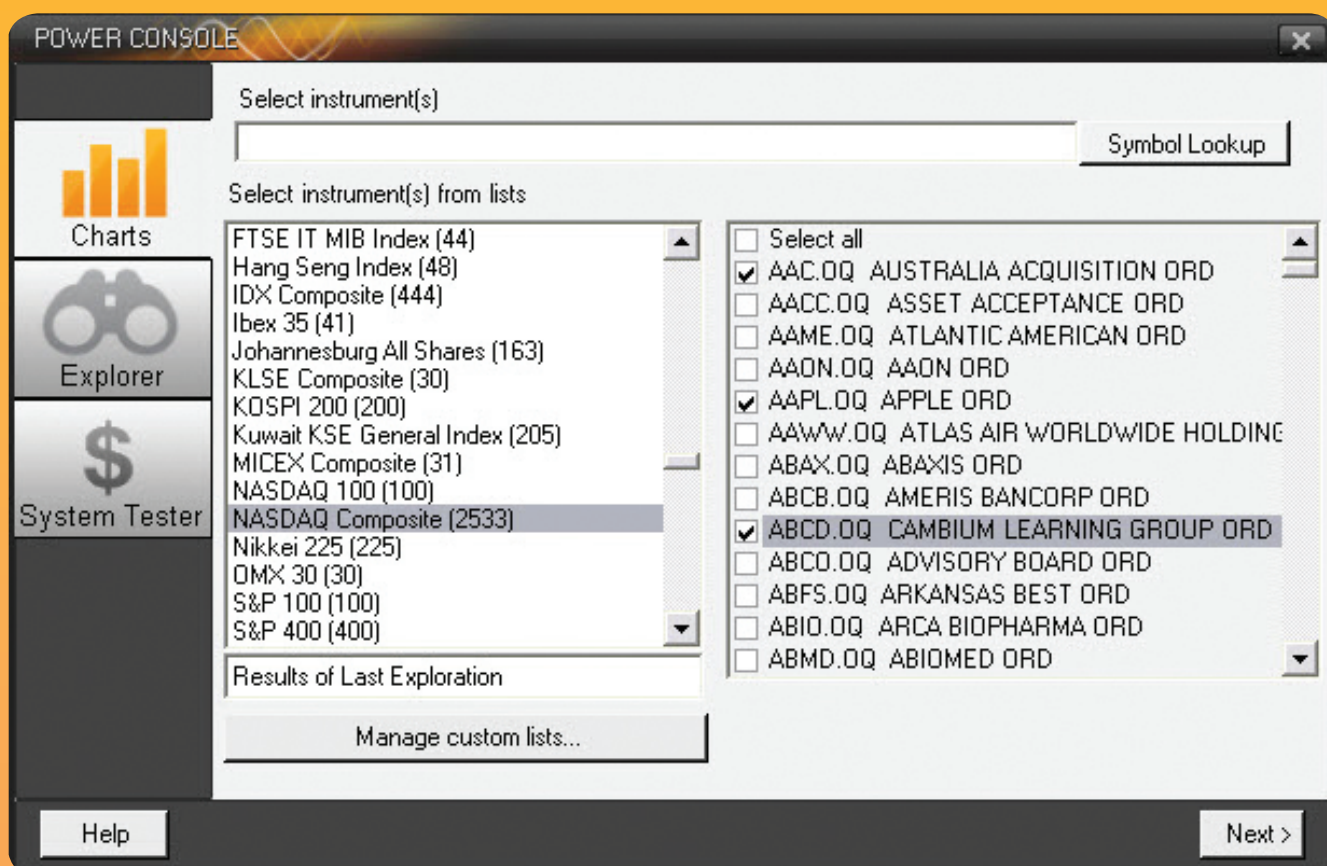 POWER CONSOLE
Select instrument(s)
Symbol Lookup
Charts
Explorer
System Tester
Select instrument(s) from lists
FTSE IT MIB Index (44)
Hang Seng Index (48)
IDX Composite (444)
Ibex 35 (41)
Johannesburg All Shares (163)
KLSE Composite (30)
KOSPI 200 (200)
Kuwait KSE General Index (205)
MICEX Composite (31)
NASDAQ 100 (100)
NASDAQ Composite (2533)
Nikkei 225 (225)
OMX 30 (30)
S&P 100 (100)
S&P 400 (400)
Results of Last Exploration
Manage custom lists...
Select all
AAC.OQ AUSTRALIA ACQUISITION ORD
AACC.OQ ASSET ACCEPTANCE ORD
AAME.OQ ATLANTIC AMERICAN ORD
AAON.OQ AAON ORD
AAPL.OQ APPLE ORD
AAWW.OQ ATLAS AIR WORLDWIDE HOLDING
ABAX.OQ ABAXIS ORD
ABCB.OQ AMERIS BANCORP ORD
ABCD.OQ CAMBIUM LEARNING GROUP ORD
ABCO.OQ ADVISORY BOARD ORD
ABFS.OQ ARKANSAS BEST ORD
ABIO.OQ ARCA BIOPHARMA ORD
ABMD.OQ ABIOMED ORD
Help
Next >